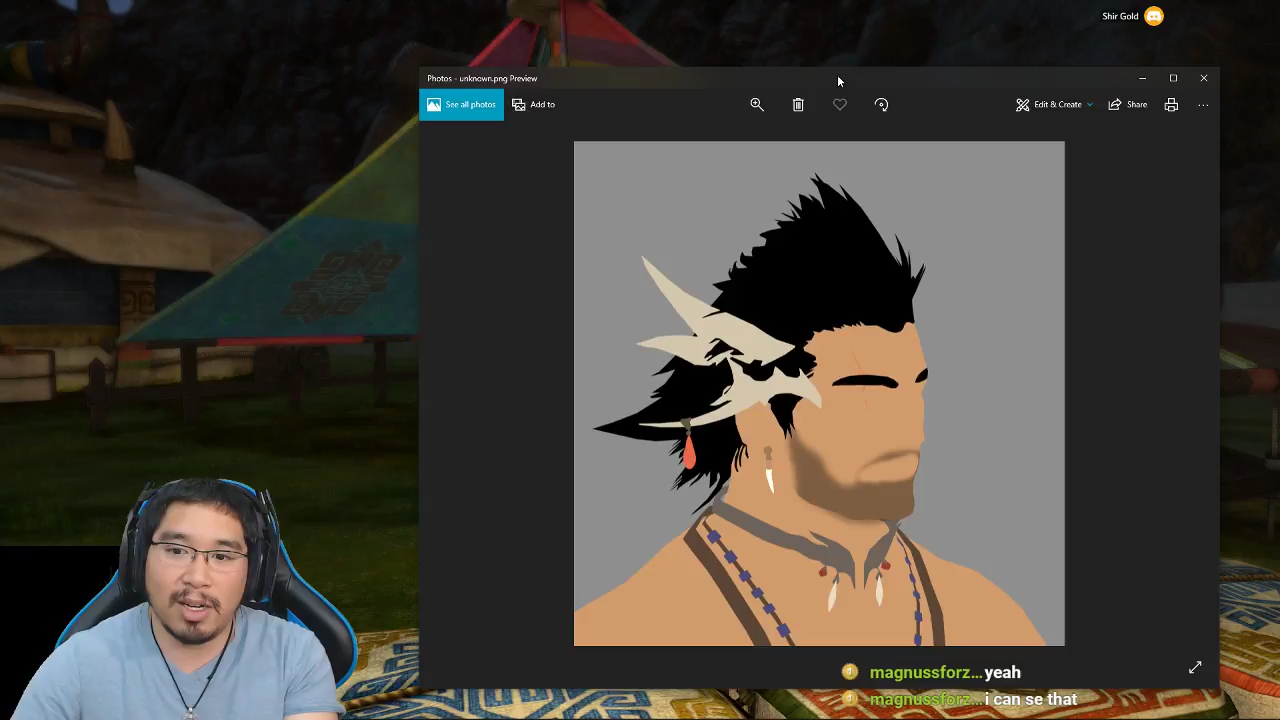 Shir Gold
Photos - unknown.png Preview
See all photos
Add to
Edit & Create
Share
magnussforz... yeah
magnussforz... i can se that